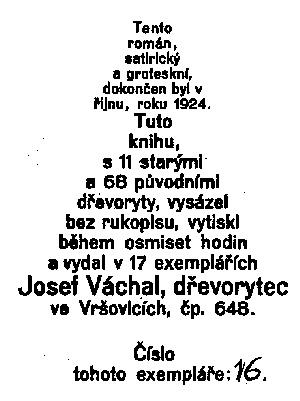 Tento
román,
satirický
a groteskní,
dokončen byl v
říjnu, roku 1924.
Tuto
knihu,
s 11 starými
a 68 původními
dřevoryty, vysázel
bez rukopisu, vytiskl
během osmiset hodin
a vydal v 17 exemplářích
Josef Váchal, dřevorytec
ve Vršovicích, čp. 648.
Číslo
tohoto exempláře: 16.